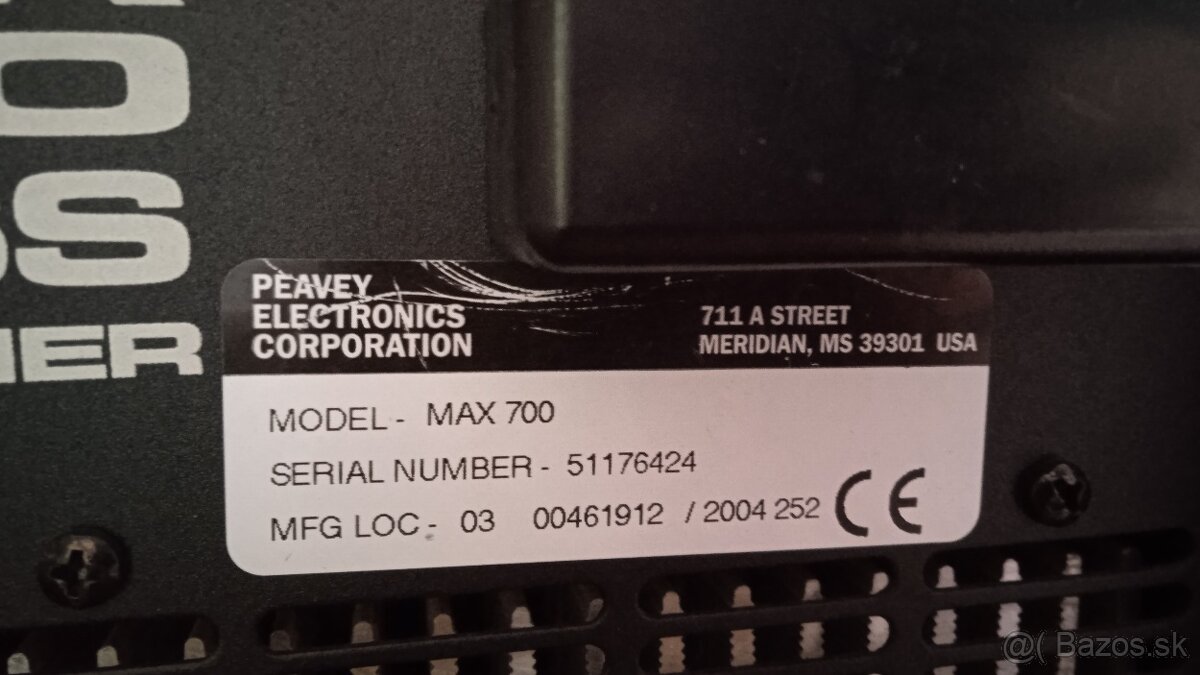 PEAVEY
ELECTRONICS
CORPORATION
711 A STREET
MERIDIAN, MS 39301 USA
MODEL - MAX 700
SERIAL NUMBER - 51176424
MFG LOC - 03 00461912 / 2004 252
CE
@( Bazos.sk